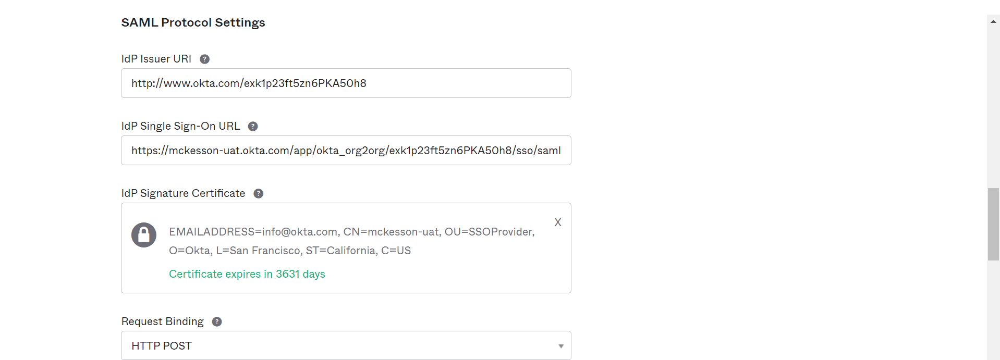 SAML Protocol Settings
IdP Issuer URI ?
http://www.okta.com/exk1p23ft5zn6PKA50h8
IdP Single Sign-On URL ?
https://mckesson-uat.okta.com/app/okta_org2org/exk1p23ft5zn6PKA50h8/sso/saml
IdP Signature Certificate ?
X
EMAILADDRESS=info@okta.com, CN=mckesson-uat, OU=SSOProvider,
O=Okta, L=San Francisco, ST=California, C=US
Certificate expires in 3631 days
Request Binding ?
HTTP POST